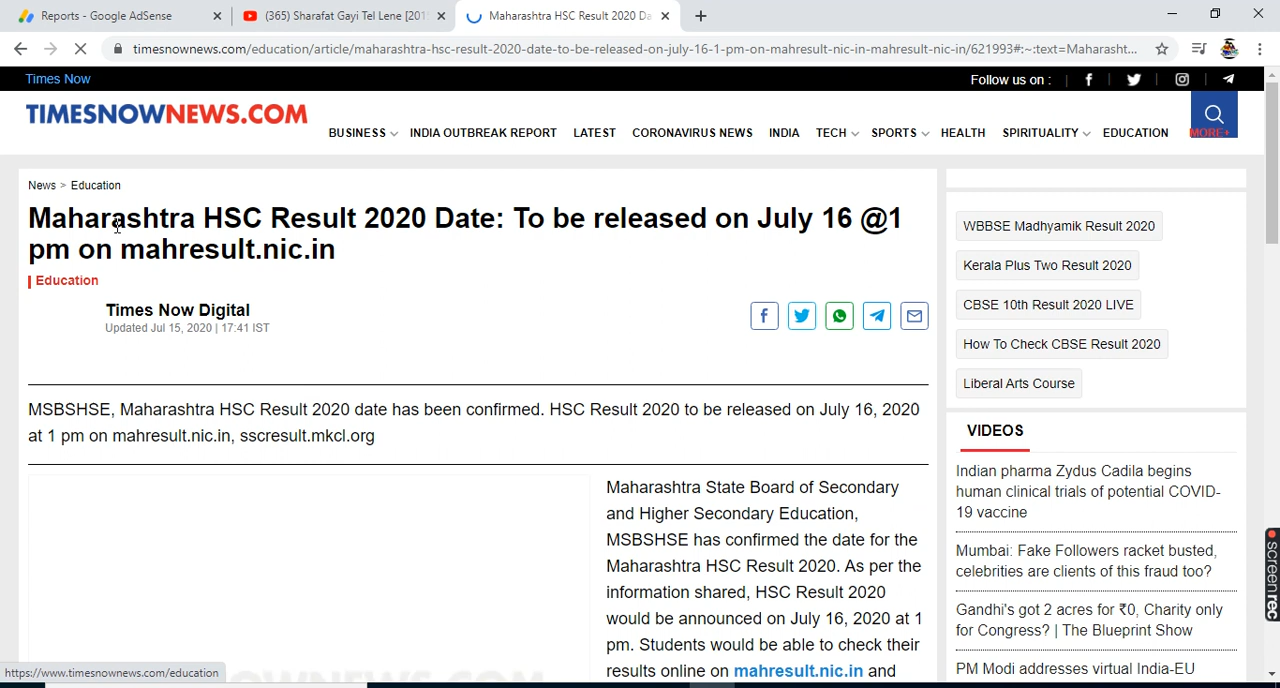 Reports - Google AdSense
(365) Sharafat Gayi Tel Lene [201
Maharashtra HSC Result 2020 Da
timesnownews.com/education/article/maharashtra-hsc-result-2020-date-to-be-released-on-july-16-1-pm-on-mahresult-nic-in-mahresult-nic-in/621993#:~:text=Maharasht...
Times Now
Follow us on :
TIMESNOWNEWS.COM
BUSINESS INDIA OUTBREAK REPORT LATEST CORONAVIRUS NEWS INDIA TECH SPORTS HEALTH SPIRITUALITY EDUCATION MORE+
News > Education
Maharashtra HSC Result 2020 Date: To be released on July 16 @1
pm on mahresult.nic.in
Education
Times Now Digital
Updated Jul 15, 2020 | 17:41 IST
MSBSHSE, Maharashtra HSC Result 2020 date has been confirmed. HSC Result 2020 to be released on July 16, 2020
at 1 pm on mahresult.nic.in, sscresult.mkcl.org
Maharashtra State Board of Secondary
and Higher Secondary Education,
MSBSHSE has confirmed the date for the
Maharashtra HSC Result 2020. As per the
information shared, HSC Result 2020
would be announced on July 16, 2020 at 1
pm. Students would be able to check their
results online on mahresult.nic.in and
TIMESNOWNEWS.COM
WBBSE Madhyamik Result 2020
Kerala Plus Two Result 2020
CBSE 10th Result 2020 LIVE
How To Check CBSE Result 2020
Liberal Arts Course
VIDEOS
Indian pharma Zydus Cadila begins
human clinical trials of potential COVID-
19 vaccine
Mumbai: Fake Followers racket busted,
celebrities are clients of this fraud too?
Gandhi's got 2 acres for ₹0, Charity only
for Congress? | The Blueprint Show
PM Modi addresses virtual India-EU
screenrec
https://www.timesnownews.com/education